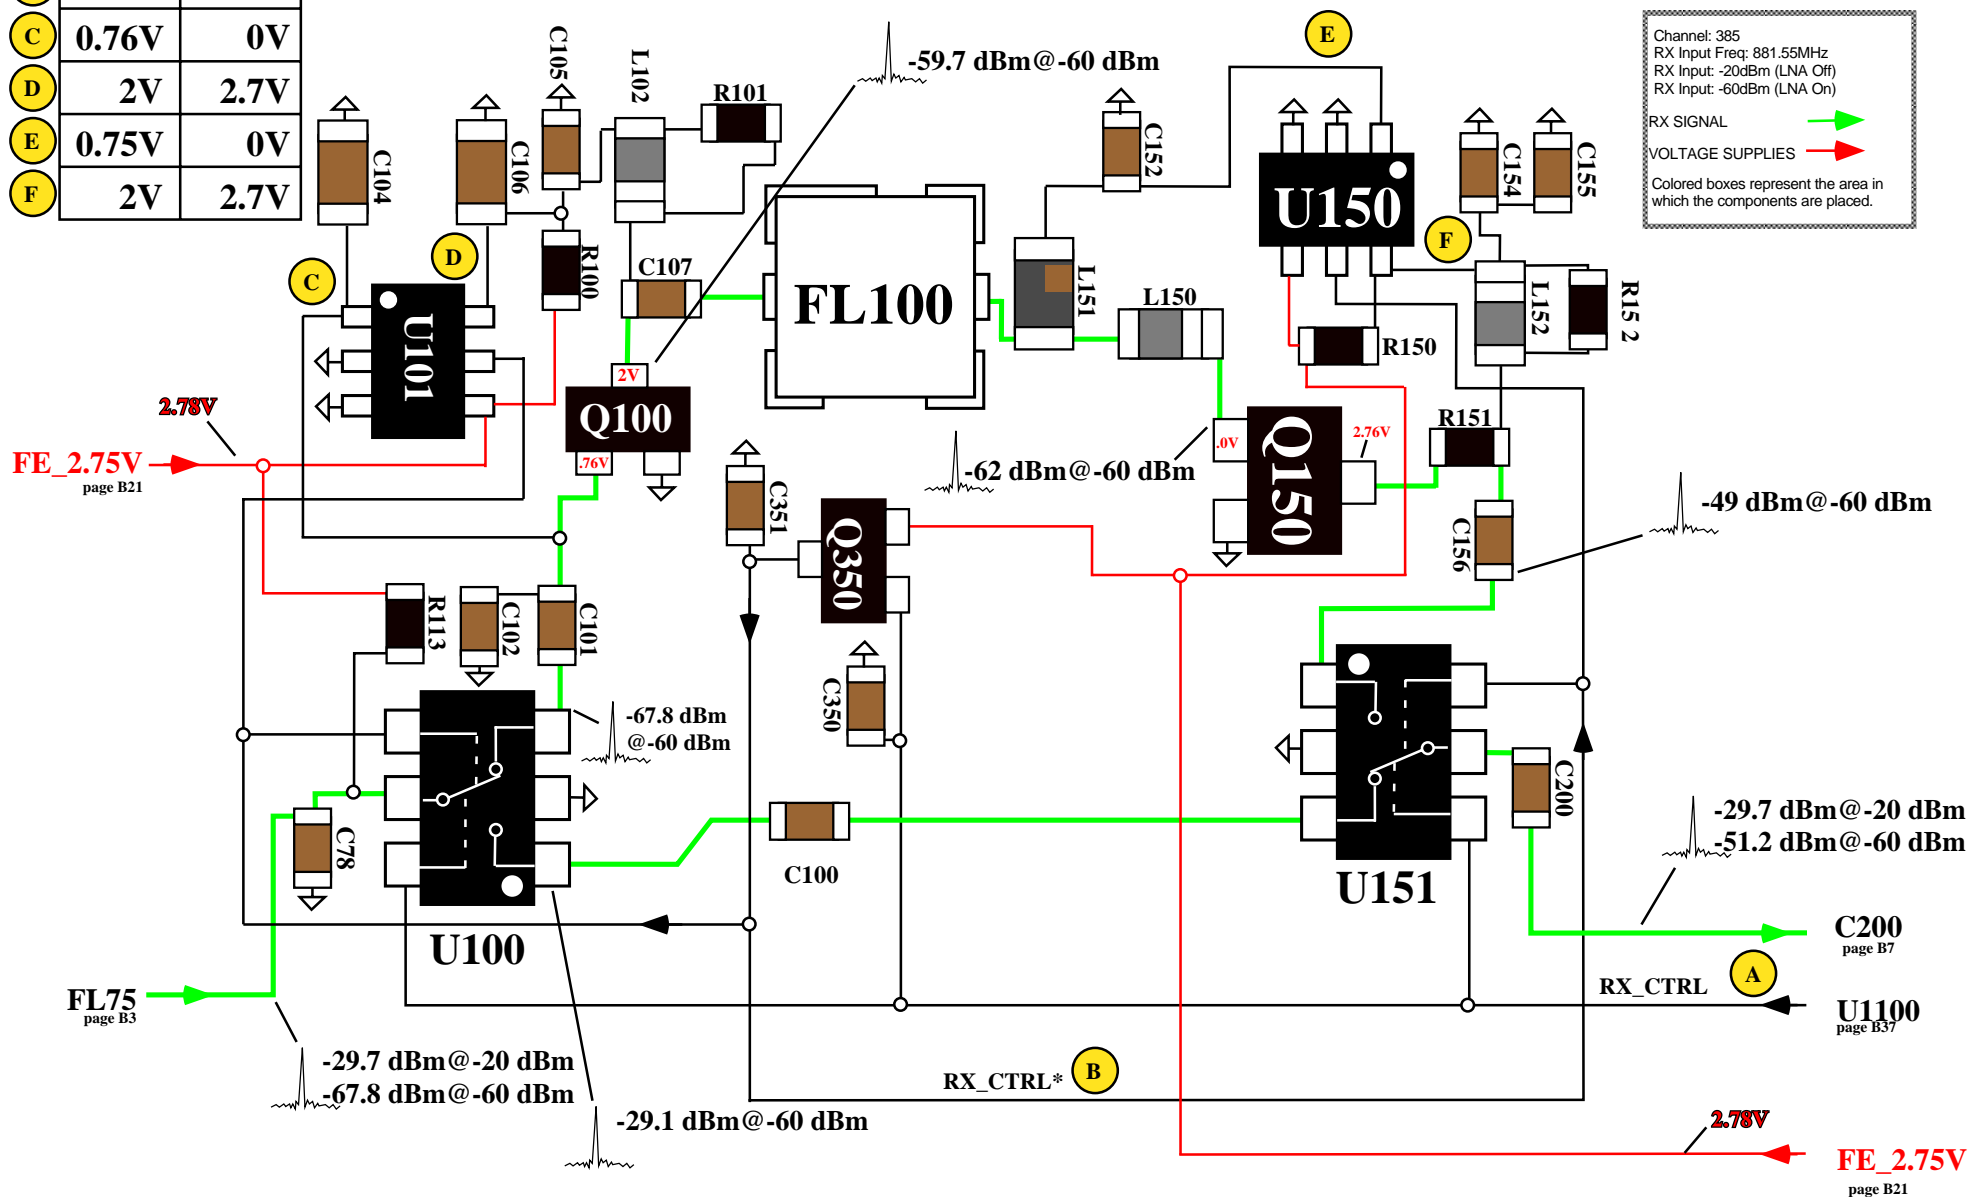 C 0.76V 0V
D 2V 2.7V
E 0.75V 0V
F 2V 2.7V
C104
C106
C105
L102
R101
-59.7 dBm@-60 dBm
E
C152
U150
C154
C155
Channel: 385
RX Input Freq: 881.55MHz
RX Input: -20dBm (LNA Off)
RX Input: -60dBm (LNA On)
RX SIGNAL
VOLTAGE SUPPLIES
Colored boxes represent the area in
which the components are placed.
C
D
R100
C107
FL100
L151
L150
F
L152
R15 2
R150
U101
2V
Q100
.76V
2.78V
FE_2.75V
page B21
C351
-62 dBm@-60 dBm
.0V
Q150
2.76V
R151
Q350
C156
-49 dBm@-60 dBm
R113
C102
C101
C350
-67.8 dBm
@-60 dBm
C78
U100
C100
U151
C200
-29.7 dBm@-20 dBm
-51.2 dBm@-60 dBm
C200
page B7
FL75
page B3
RX_CTRL
A
U1100
page B37
-29.7 dBm@-20 dBm
-67.8 dBm@-60 dBm
RX_CTRL*
B
-29.1 dBm@-60 dBm
2.78V
FE_2.75V
page B21